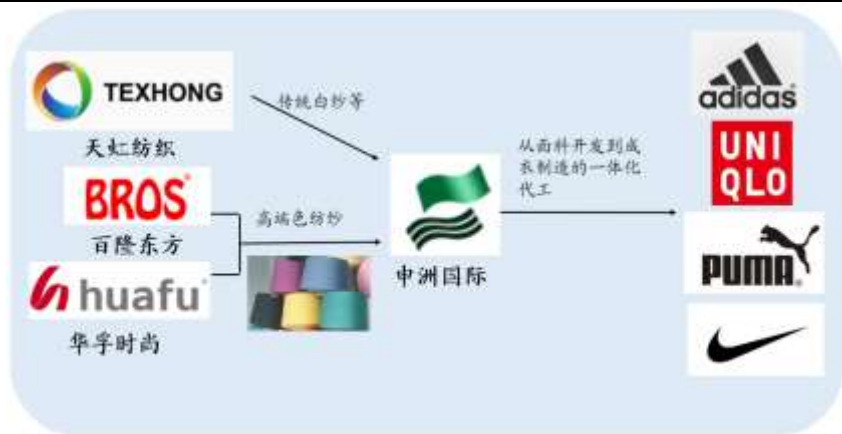 TEXHONG
天虹纺织
BROS
百隆东方
huafu
华孚时尚
传统白纱等
高端色纺纱
申洲国际
从面料开发到成
衣制造的一体化
代工
adidas
UNI
QLO
PUMA